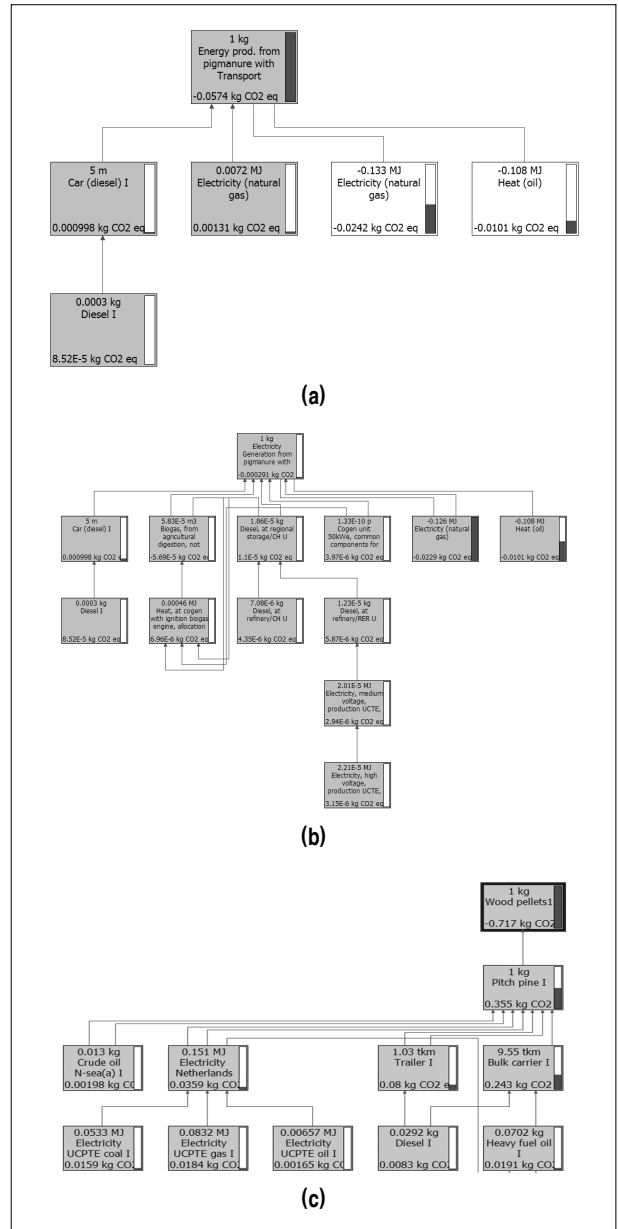 1 kg
Energy prod. from
pigmanure with
Transport
-0.0574 kg CO2 eq
5 m
Car (diesel) I
0.000998 kg CO2 eq
0.0072 MJ
Electricity (natural
gas)
0.00131 kg CO2 eq
-0.133 MJ
Electricity (natural
gas)
-0.0242 kg CO2 eq
-0.108 MJ
Heat (oil)
-0.0101 kg CO2 eq
0.0003 kg
Diesel I
8.52E-5 kg CO2 eq
(a)
1 kg
Electricity
Generation from
pigmanure with
-0.000291 kg CO2
5 m
Car (diesel) I
0.000998 kg CO2 eq
5.83E-5 m3
Biogas, from
agricultural
digestion, not
-5.69E-5 kg CO2 eq
1.86E-5 kg
Diesel, at regional
storage/CH U
1.1E-5 kg CO2 eq
1.33E-10 p
Cogen unit
50kWe, common
components for
3.97E-6 kg CO2 eq
-0.126 MJ
Electricity (natural
gas)
-0.0229 kg CO2 eq
-0.108 MJ
Heat (oil)
-0.0101 kg CO2 eq
0.0003 kg
Diesel I
8.52E-5 kg CO2 eq
0.00046 MJ
Heat, at cogen
with ignition biogas
engine, allocation
6.96E-6 kg CO2 eq
7.08E-6 kg
Diesel, at
refinery/CH U
4.35E-6 kg CO2 eq
1.23E-5 kg
Diesel, at
refinery/RER U
5.87E-6 kg CO2 eq
2.01E-5 MJ
Electricity, medium
voltage,
production UCTE,
2.94E-6 kg CO2 eq
2.21E-5 MJ
Electricity, high
voltage,
production UCTE,
3.15E-6 kg CO2 eq
(b)
1 kg
Wood pellets1
-0.717 kg CO2
1 kg
Pitch pine I
0.355 kg CO2
0.013 kg
Crude oil
N-sea(a) I
0.00198 kg CO
0.151 MJ
Electricity
Netherlands
0.0359 kg CO2
1.03 tkm
Trailer I
0.08 kg CO2 e
9.55 tkm
Bulk carrier I
0.243 kg CO2
0.0533 MJ
Electricity
UCPTE coal I
0.0159 kg CO2
0.0832 MJ
Electricity
UCPTE gas I
0.0184 kg CO2
0.00657 MJ
Electricity
UCPTE oil I
0.00165 kg CO
0.0292 kg
Diesel I
0.0083 kg CO2
0.0702 kg
Heavy fuel oil
I
0.0191 kg CO2
(c)